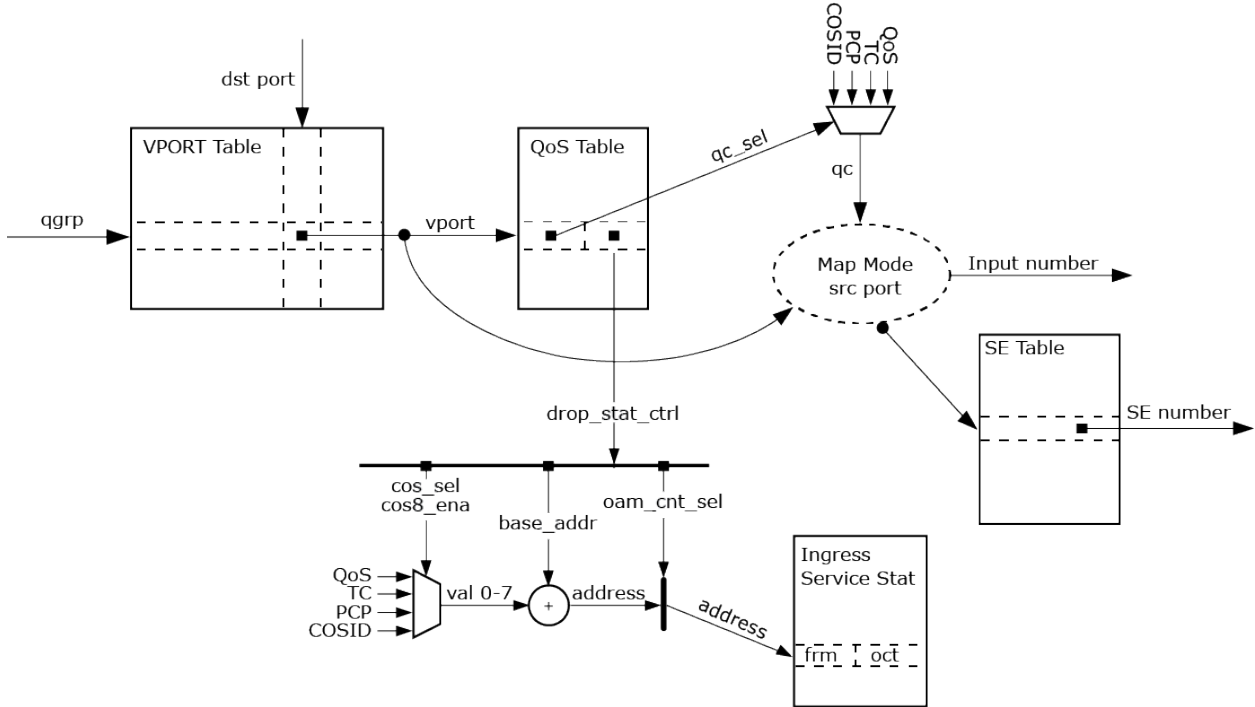 COSID
PCP
TC
QoS
dst port
VPORT Table
QoS Table
qc_sel
qc
qgrp
vport
Map Mode
src port
Input number
SE Table
SE number
drop_stat_ctrl
cos_sel
cos8_ena
base_addr
oam_cnt_sel
Ingress
Service Stat
QoS
TC
PCP
COSID
val 0-7
+
address
address
frm
oct